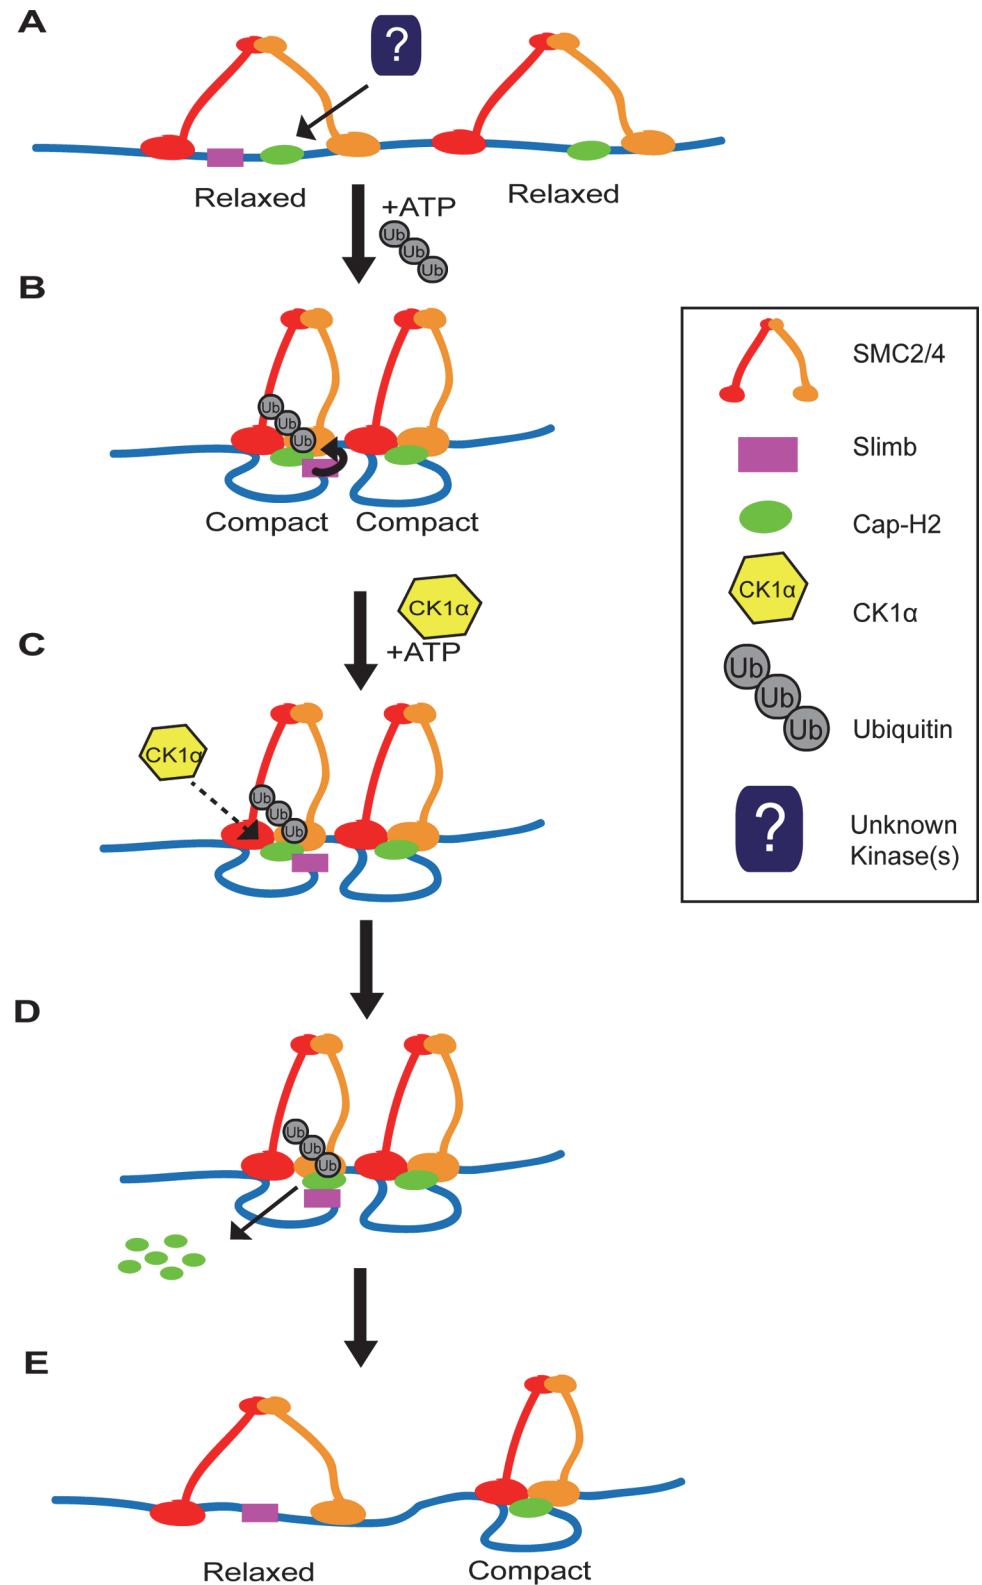 A
?
Relaxed
Relaxed
+ATP
Ub
Ub
Ub
B
Ub
Ub
Ub
Compact
Compact
CK1α
+ATP
C
CK1α
Ub
Ub
Ub
D
Ub
Ub
Ub
E
Relaxed
Compact
SMC2/4
Slimb
Cap-H2
CK1α
CK1α
Ub
Ub
Ub
Ubiquitin
?
Unknown
Kinase(s)